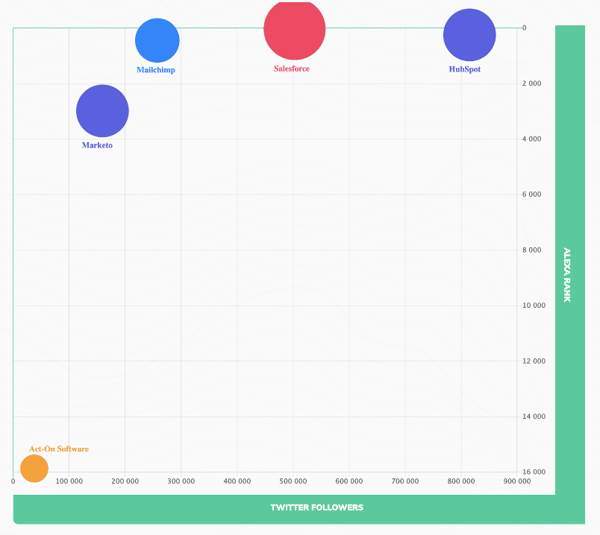 0
Mailchimp
Salesforce
HubSpot
2 000
4 000
Marketo
6 000
8 000
ALEXA RANK
10 000
12 000
14 000
Act-On Software
16 000
0 100 000 200 000 300 000 400 000 500 000 600 000 700 000 800 000 900 000
TWITTER FOLLOWERS